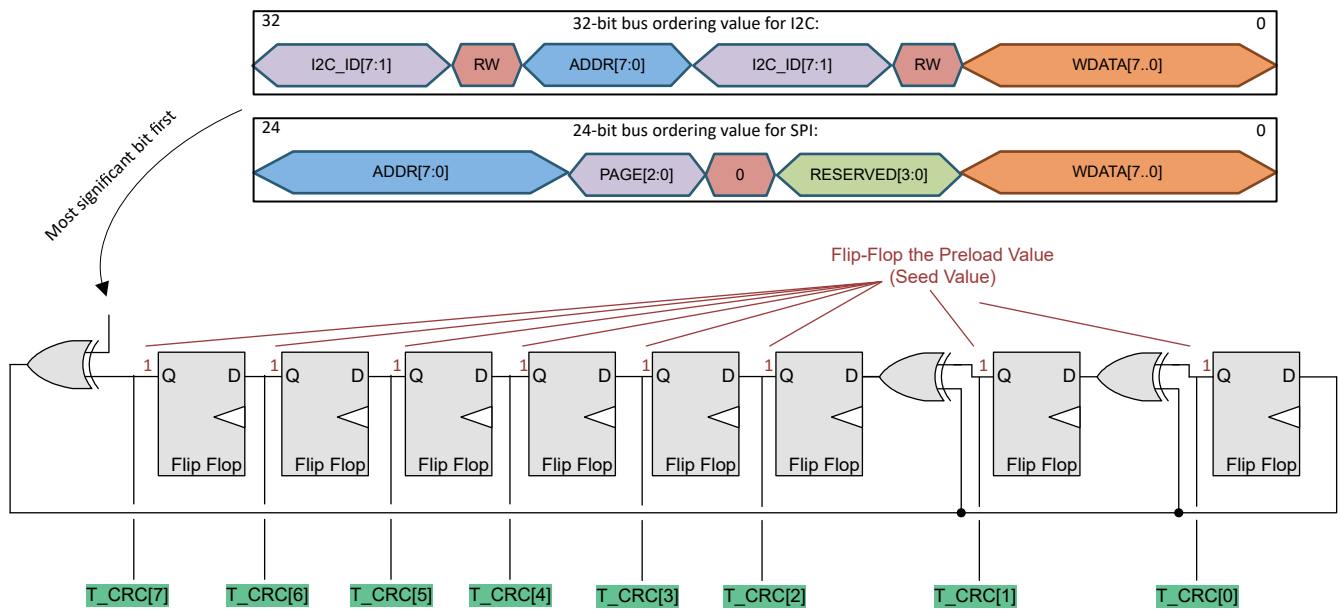 32
32-bit bus ordering value for I2C:
0
I2C_ID[7:1]
RW
ADDR[7:0]
I2C_ID[7:1]
RW
WDATA[7..0]
24
24-bit bus ordering value for SPI:
0
ADDR[7:0]
PAGE[2:0]
0
RESERVED[3:0]
WDATA[7..0]
Most significant bit first
Flip-Flop the Preload Value
(Seed Value)
1
Q
D
Flip Flop
1
Q
D
Flip Flop
1
Q
D
Flip Flop
1
Q
D
Flip Flop
1
Q
D
Flip Flop
1
Q
D
Flip Flop
1
Q
D
Flip Flop
1
Q
D
Flip Flop
T_CRC[7]
T_CRC[6]
T_CRC[5]
T_CRC[4]
T_CRC[3]
T_CRC[2]
T_CRC[1]
T_CRC[0]